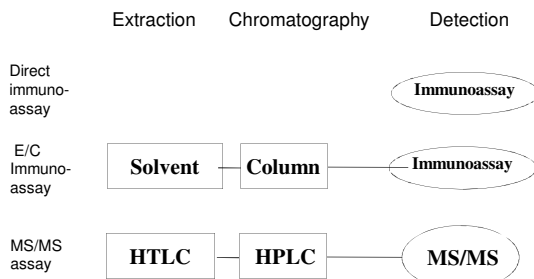 Extraction Chromatography Detection
Direct
immuno-
assay
Immunoassay
E/C
Immuno-
assay
Solvent Column Immunoassay
MS/MS
assay
HTLC HPLC MS/MS